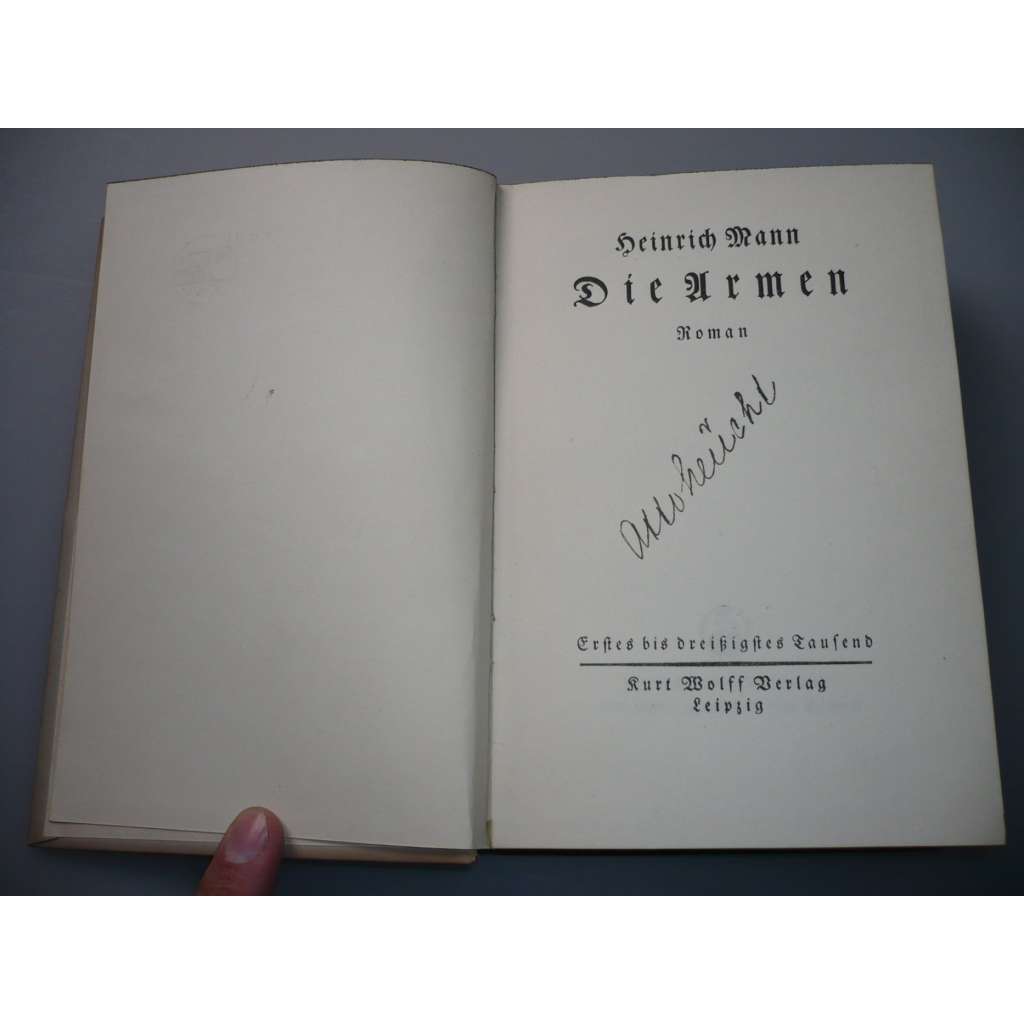 Heinrich Mann
Die Armen
Roman
Erstes bis dreißigstes Tausend
Kurt Wolff Verlag
Leipzig